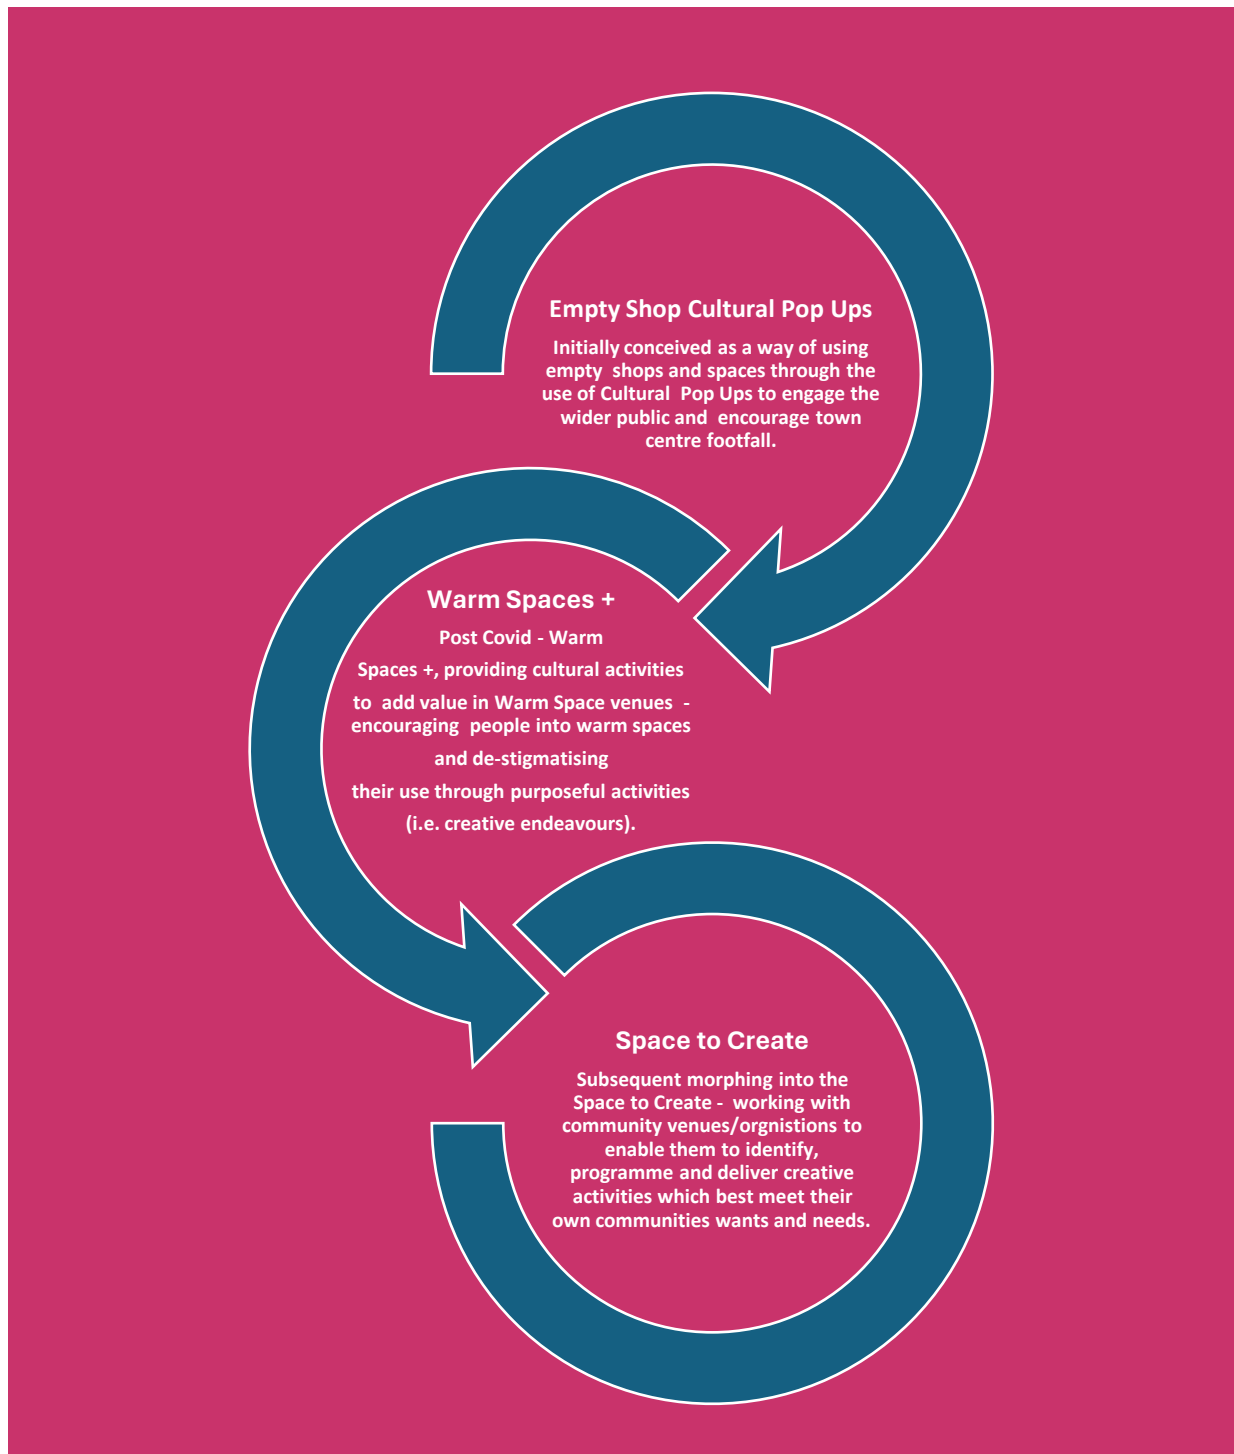 Empty Shop Cultural Pop Ups
Initially conceived as a way of using
empty shops and spaces through the
use of Cultural Pop Ups to engage the
wider public and encourage town
centre footfall.
Warm Spaces +
Post Covid - Warm
Spaces +, providing cultural activities
to add value in Warm Space venues -
encouraging people into warm spaces
and de-stigmatising
their use through purposeful activities
(i.e. creative endeavours).
Space to Create
Subsequent morphing into the
Space to Create - working with
community venues/orgnistions to
enable them to identify,
programme and deliver creative
activities which best meet their
own communities wants and needs.